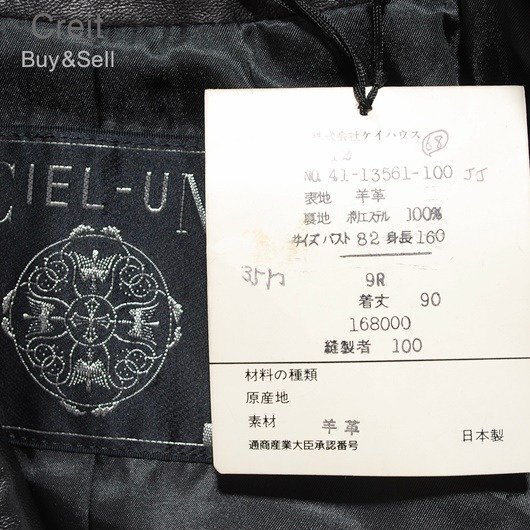 Crett
Buy&Sell
CIEL-UN
株式会社ケイハウス
12
68
NO. 41-13561-100 JJ
表地 羊革
裏地 ポリエステル 100%
サイズ バスト 82 身長 160
9R
着丈 90
168000
縫製者 100
材料の種類
原産地
素材 羊革
日本製
通商産業大臣承認番号